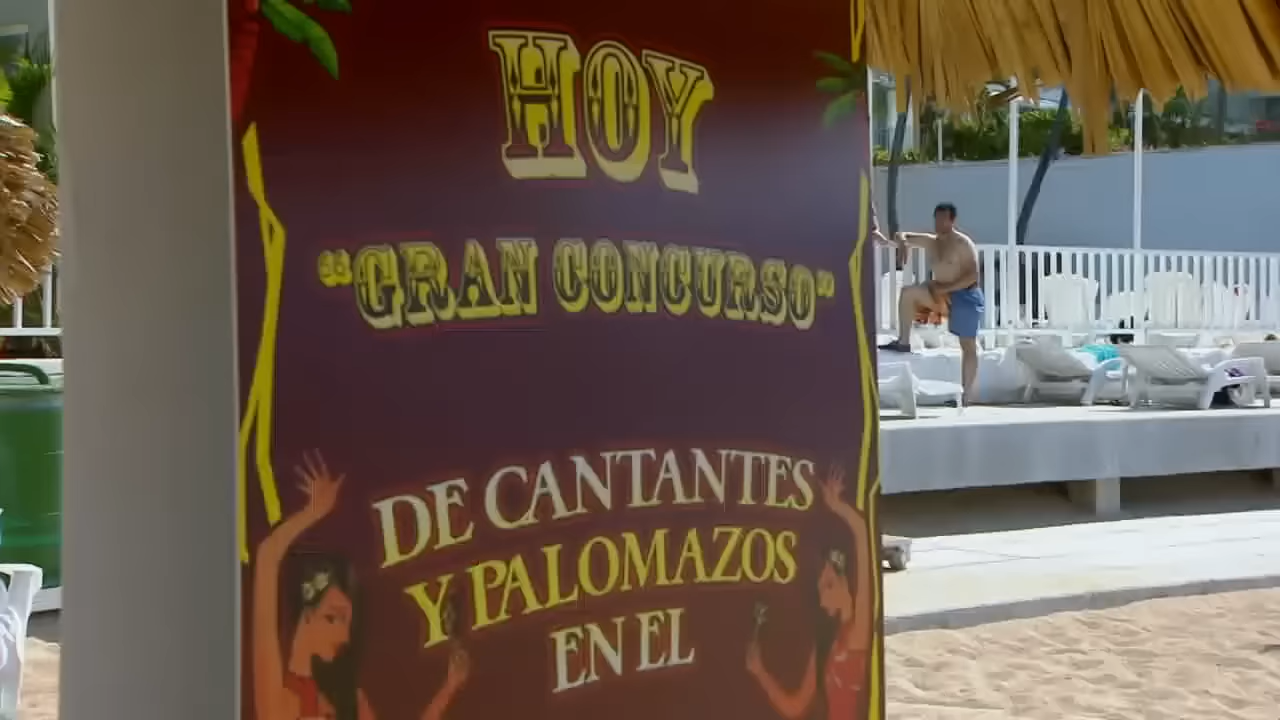 HOY
“GRAN CONCURSO”
DE CANTANTES
Y PALOMAZOS
EN EL